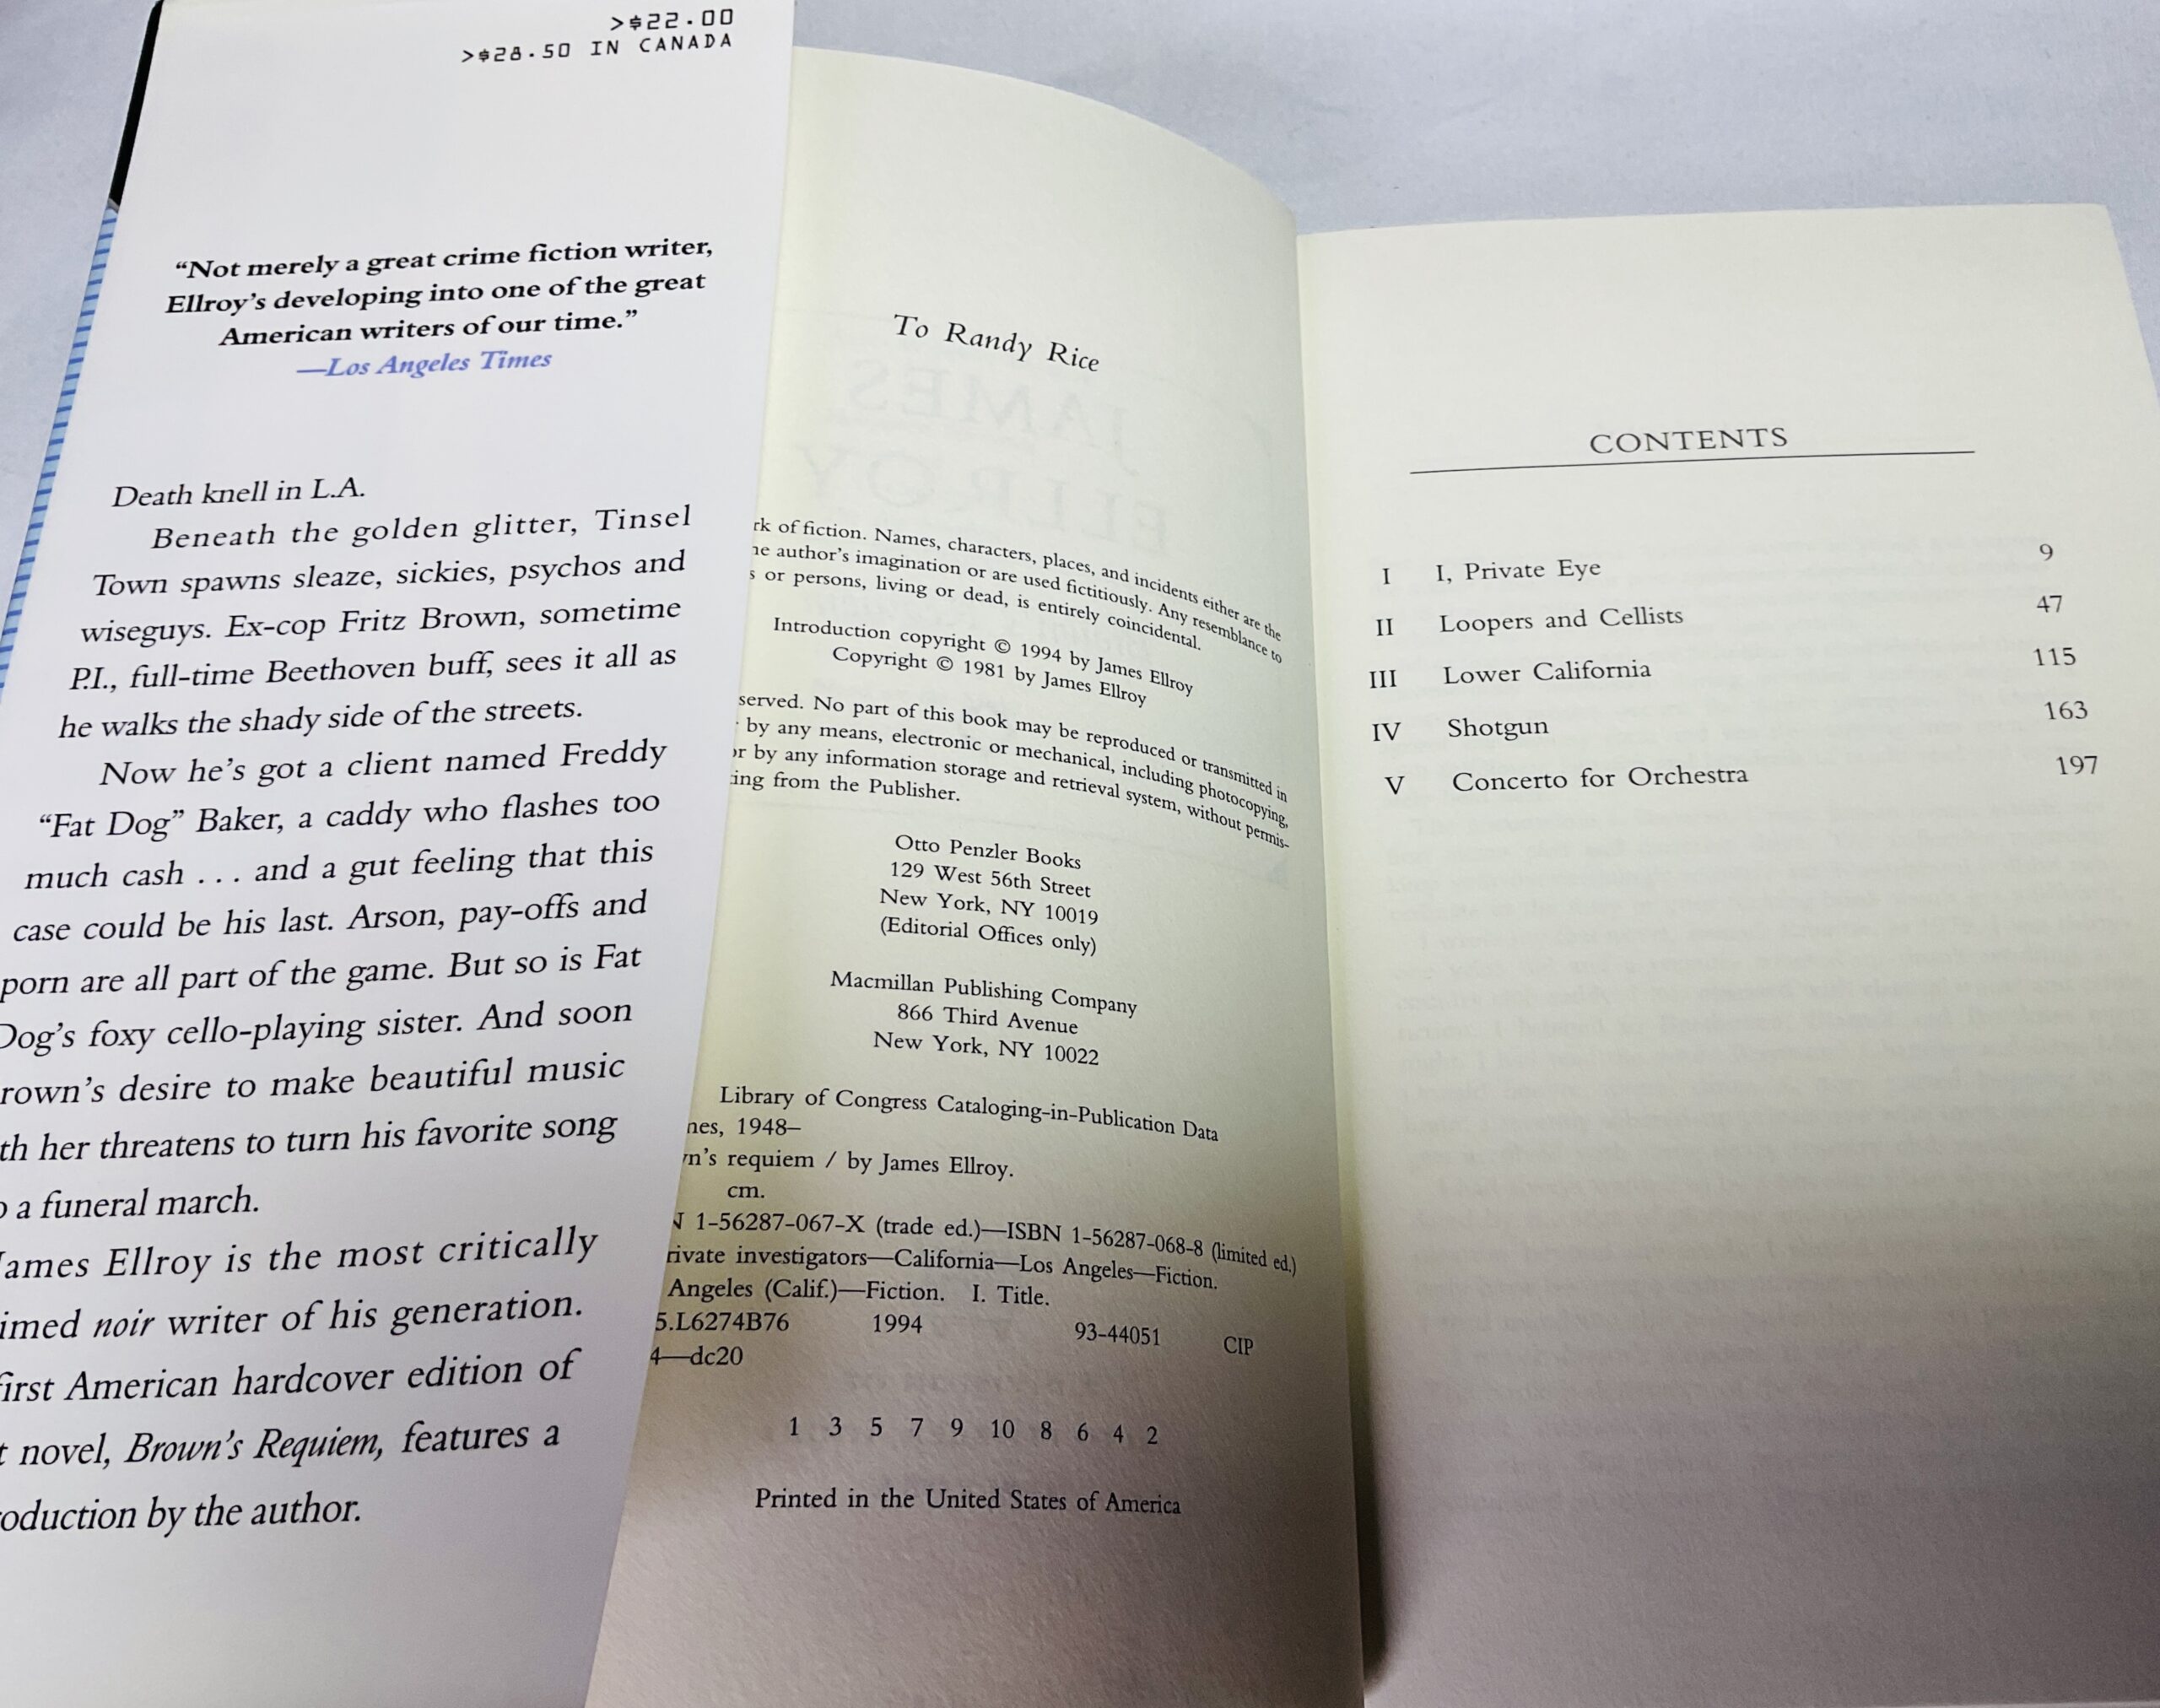 >$22.00
>$28.50 IN CANADA
“Not merely a great crime fiction writer,
Ellroy’s developing into one of the great
American writers of our time.”
—Los Angeles Times
Death knell in L.A.
Beneath the golden glitter, Tinsel
Town spawns sleaze, sickies, psychos and
wiseguys. Ex-cop Fritz Brown, sometime
P.I., full-time Beethoven buff, sees it all as
he walks the shady side of the streets.
Now he’s got a client named Freddy
“Fat Dog” Baker, a caddy who flashes too
much cash . . . and a gut feeling that this
case could be his last. Arson, pay-offs and
porn are all part of the game. But so is Fat
Dog’s foxy cello-playing sister. And soon
rown’s desire to make beautiful music
th her threatens to turn his favorite song
o a funeral march.
James Ellroy is the most critically
imed noir writer of his generation.
first American hardcover edition of
t novel, Brown’s Requiem, features a
roduction by the author.
To Randy Rice
JAMES
ELLROY
rk of fiction. Names, characters, places, and incidents either are the
he author’s imagination or are used fictitiously. Any resemblance to
s or persons, living or dead, is entirely coincidental.
Introduction copyright © 1994 by James Ellroy
Copyright © 1981 by James Ellroy
served. No part of this book may be reproduced or transmitted in
by any means, electronic or mechanical, including photocopying,
or by any information storage and retrieval system, without permis-
ting from the Publisher.
Otto Penzler Books
129 West 56th Street
New York, NY 10019
(Editorial Offices only)
Macmillan Publishing Company
866 Third Avenue
New York, NY 10022
Library of Congress Cataloging-in-Publication Data
mes, 1948–
wn’s requiem / by James Ellroy.
cm.
N 1-56287-067-X (trade ed.)—ISBN 1-56287-068-8 (limited ed.)
rivate investigators—California—Los Angeles—Fiction.
Angeles (Calif.)—Fiction. I. Title.
5.L6274B76 1994 93-44051 CIP
4—dc20
1 3 5 7 9 10 8 6 4 2
Printed in the United States of America
CONTENTS
I I, Private Eye 9
II Loopers and Cellists 47
III Lower California 115
IV Shotgun 163
V Concerto for Orchestra 197